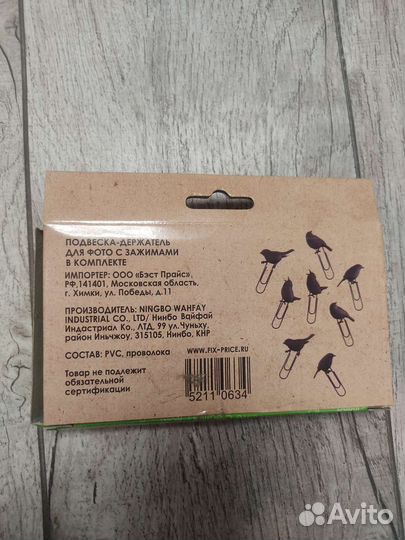 ПОДВЕСКА-ДЕРЖАТЕЛЬ
ДЛЯ ФОТО С ЗАЖИМАМИ
В КОМПЛЕКТЕ
ИМПОРТЕР: ООО «Бэст Прайс»,
РФ,141401, Московская область,
г. Химки, ул. Победы, д.11
ПРОИЗВОДИТЕЛЬ: NINGBO WAHFAY
INDUSTRIAL CO., LTD/ Нинбо Вайфай
Индастриал Ко., ЛТД, 99 ул.Чуньху,
район Иньчжоу, 315105, Нинбо, КНР
СОСТАВ: PVC, проволока
WWW.FIX-PRICE.RU
Товар не подлежит
обязательной
сертификации
5211 0634
Avito